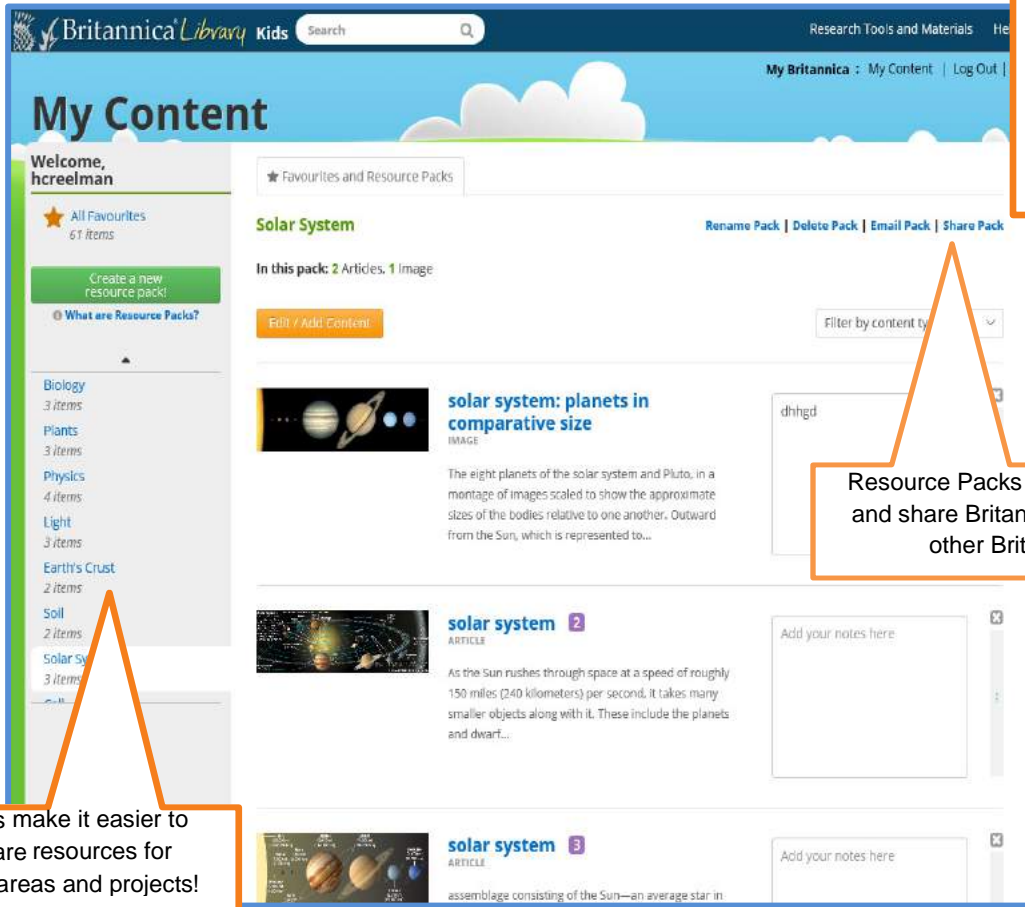 Britannica Library Kids Search
Research Tools and Materials
My Britannica : My Content | Log Out |
My Content
Welcome,
hcreelman
All Favourites
61 items
Create a new
resource pack!
What are Resource Packs?
Biology
3 items
Plants
3 items
Physics
4 items
Light
3 items
Earth's Crust
2 items
Soil
2 items
Solar
3 items
Favourites and Resource Packs
Solar System
Rename Pack | Delete Pack | Email Pack | Share Pack
In this pack: 2 Articles, 1 Image
Edit / Add Content
Filter by content
solar system: planets in
comparative size
IMAGE
The eight planets of the solar system and Pluto, in a
montage of images scaled to show the approximate
sizes of the bodies relative to one another. Outward
from the Sun, which is represented to...
dhhgd
Resource Packs
and share
other
solar system 2
ARTICLE
As the Sun rushes through space at a speed of roughly
150 miles (240 kilometers) per second, it takes many
smaller objects along with it. These include the planets
and dwarf...
Add your notes here
make it easier to
resources for
areas and projects!
solar system 3
ARTICLE
assemblage consisting of the Sun—an average star in
Add your notes here